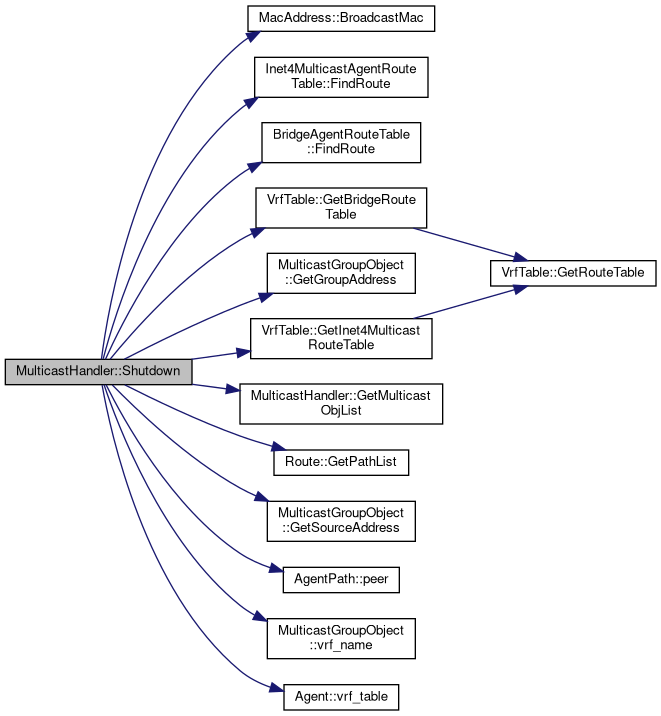 MacAddress::BroadcastMac
Inet4MulticastAgentRoute
Table::FindRoute
BridgeAgentRouteTable
::FindRoute
VrfTable::GetBridgeRoute
Table
VrfTable::GetRouteTable
MulticastGroupObject
::GetGroupAddress
VrfTable::GetInet4Multicast
RouteTable
MulticastHandler::Shutdown
MulticastHandler::GetMulticast
ObjList
Route::GetPathList
MulticastGroupObject
::GetSourceAddress
AgentPath::peer
MulticastGroupObject
::vrf_name
Agent::vrf_table